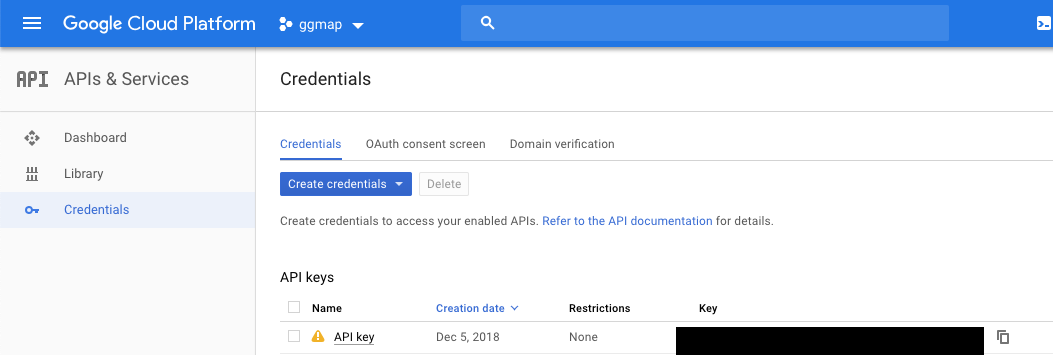 Google Cloud Platform ggmap
API APIs & Services
Credentials
Dashboard
Library
Credentials
Credentials OAuth consent screen Domain verification
Create credentials Delete
Create credentials to access your enabled APIs. Refer to the API documentation for details.
API keys
Name Creation date Restrictions Key
API key Dec 5, 2018 None